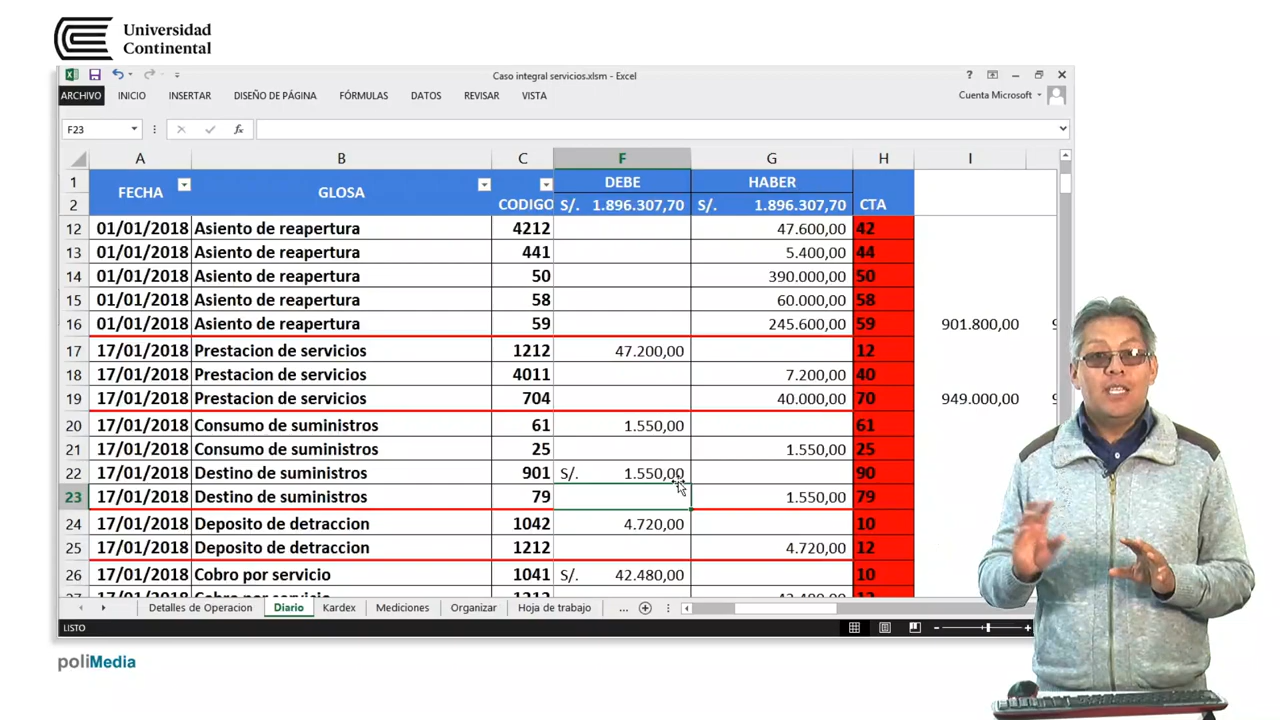 Universidad
Continental
Caso integral servicios.xlsm - Excel
ARCHIVO INICIO INSERTAR DISEÑO DE PÁGINA FÓRMULAS DATOS REVISAR VISTA Cuenta Microsoft
F23 fx
A B C F G H I
1 FECHA GLOSA CODIGO DEBE HABER CTA
2 S/. 1.896.307,70 S/. 1.896.307,70
12 01/01/2018 Asiento de reapertura 4212 47.600,00 42
13 01/01/2018 Asiento de reapertura 441 5.400,00 44
14 01/01/2018 Asiento de reapertura 50 390.000,00 50
15 01/01/2018 Asiento de reapertura 58 60.000,00 58
16 01/01/2018 Asiento de reapertura 59 245.600,00 59 901.800,00
17 17/01/2018 Prestacion de servicios 1212 47.200,00 12
18 17/01/2018 Prestacion de servicios 4011 7.200,00 40
19 17/01/2018 Prestacion de servicios 704 40.000,00 70 949.000,00
20 17/01/2018 Consumo de suministros 61 1.550,00 61
21 17/01/2018 Consumo de suministros 25 1.550,00 25
22 17/01/2018 Destino de suministros 901 S/. 1.550,00 90
23 17/01/2018 Destino de suministros 79 1.550,00 79
24 17/01/2018 Deposito de detraccion 1042 4.720,00 10
25 17/01/2018 Deposito de detraccion 1212 4.720,00 12
26 17/01/2018 Cobro por servicio 1041 S/. 42.480,00 10
Detalles de Operacion Diario Kardex Mediciones Organizar Hoja de trabajo ...
LISTO
poliMedia